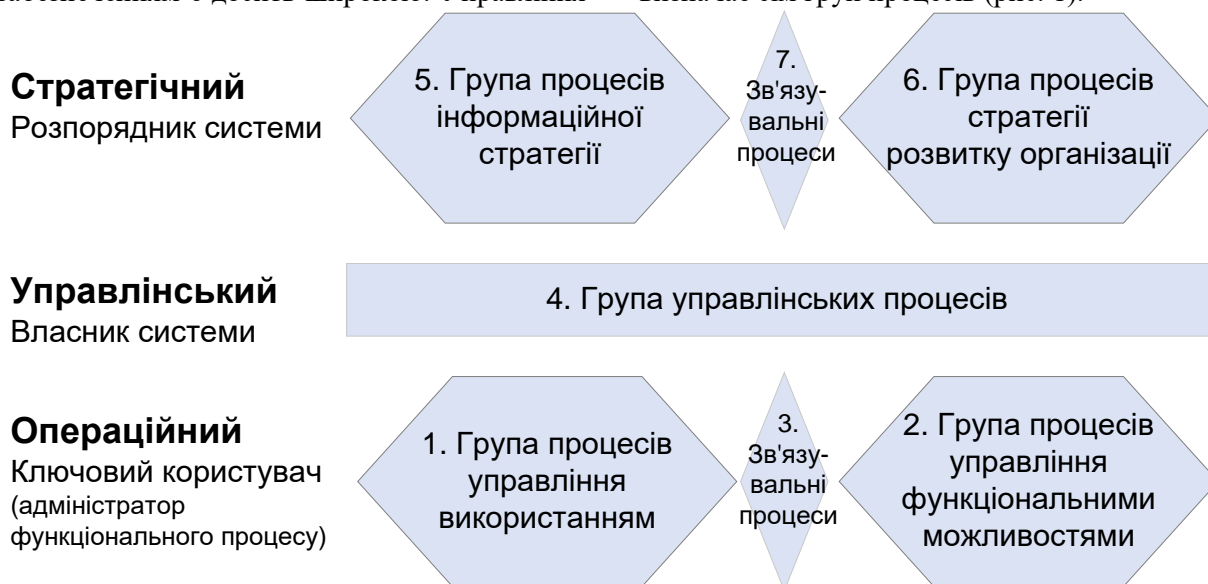 Стратегічний
Розпорядник системи
5. Група процесів
інформаційної
стратегії
7.
Зв'язу-
вальні
процеси
6. Група процесів
стратегії
розвитку організації
Управлінський
Власник системи
4. Група управлінських процесів
Операційний
Ключовий користувач
(адміністратор
функціонального процесу)
1. Група процесів
управління
використанням
3.
Зв'язу-
вальні
процеси
2. Група процесів
управління
функціональними
можливостями